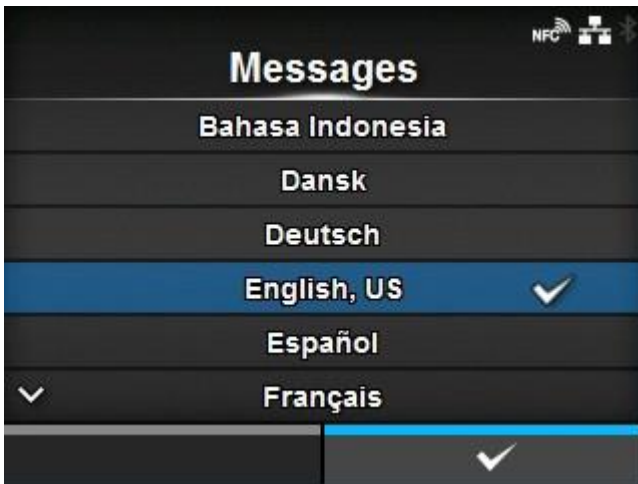 NFC
Messages
Bahasa Indonesia
Dansk
Deutsch
English, US
Español
Français